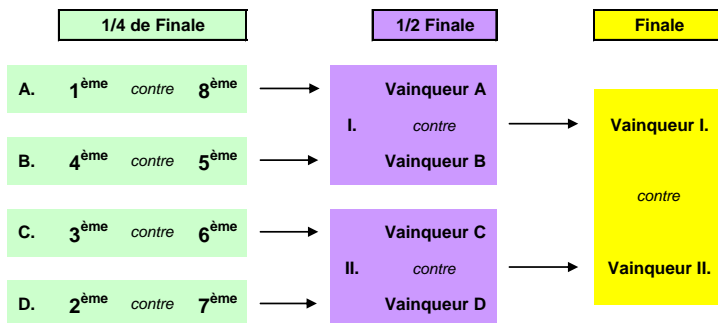 1/4 de Finale 1/2 Finale Finale
A. 1ème contre 8ème
Vainqueur A
I. contre
Vainqueur B
B. 4ème contre 5ème
C. 3ème contre 6ème
Vainqueur C
II. contre
Vainqueur D
D. 2ème contre 7ème
Vainqueur I.
contre
Vainqueur II.